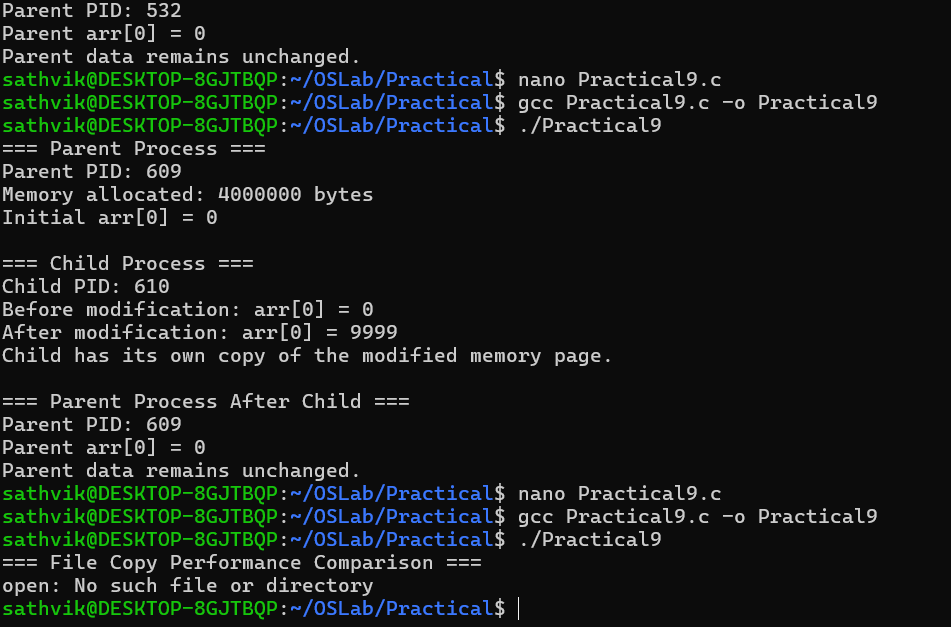 Parent PID: 532
Parent arr[0] = 0
Parent data remains unchanged.
sathvik@DESKTOP-8GJTBQP:~/OSLab/Practical$ nano Practical9.c
sathvik@DESKTOP-8GJTBQP:~/OSLab/Practical$ gcc Practical9.c -o Practical9
sathvik@DESKTOP-8GJTBQP:~/OSLab/Practical$ ./Practical9
=== Parent Process ===
Parent PID: 609
Memory allocated: 4000000 bytes
Initial arr[0] = 0

=== Child Process ===
Child PID: 610
Before modification: arr[0] = 0
After modification: arr[0] = 9999
Child has its own copy of the modified memory page.

=== Parent Process After Child ===
Parent PID: 609
Parent arr[0] = 0
Parent data remains unchanged.
sathvik@DESKTOP-8GJTBQP:~/OSLab/Practical$ nano Practical9.c
sathvik@DESKTOP-8GJTBQP:~/OSLab/Practical$ gcc Practical9.c -o Practical9
sathvik@DESKTOP-8GJTBQP:~/OSLab/Practical$ ./Practical9
=== File Copy Performance Comparison ===
open: No such file or directory
sathvik@DESKTOP-8GJTBQP:~/OSLab/Practical$